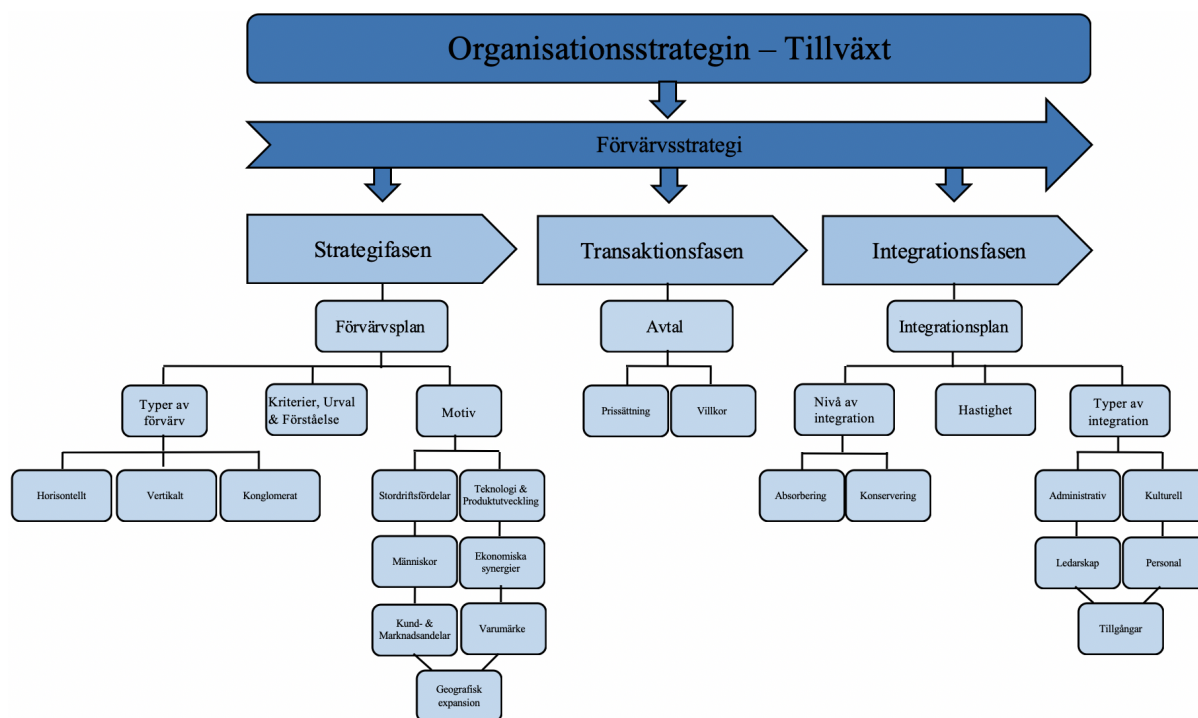 Organisationsstrategin – Tillväxt
Förvärvsstrategi
Strategifasen
Transaktionsfasen
Integrationsfasen
Förvärvsplan
Avtal
Integrationsplan
Typer av
förvärv
Kriterier, Urval
& Förståelse
Motiv
Prissättning
Villkor
Nivå av
integration
Hastighet
Typer av
integration
Horisontellt
Vertikalt
Konglomerat
Stordriftsfördelar
Teknologi &
Produktutveckling
Absorbering
Konservering
Administrativ
Kulturell
Människor
Ekonomiska
synergier
Ledarskap
Personal
Kund- &
Marknadsandelar
Varumärke
Tillgångar
Geografisk
expansion